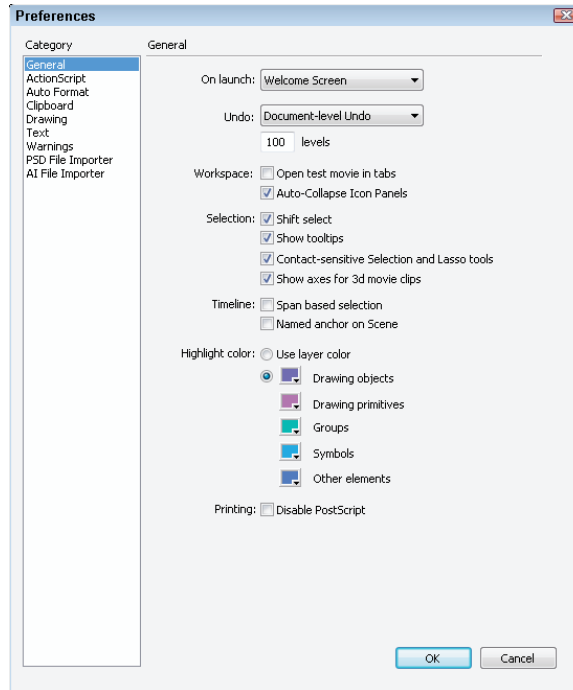 Preferences
Category
General
General
ActionScript
Auto Format
Clipboard
Drawing
Text
Warnings
PSD File Importer
AI File Importer
On launch: Welcome Screen
Undo: Document-level Undo
100 levels
Workspace: Open test movie in tabs
Auto-Collapse Icon Panels
Selection: Shift select
Show tooltips
Contact-sensitive Selection and Lasso tools
Show axes for 3d movie clips
Timeline: Span based selection
Named anchor on Scene
Highlight color: Use layer color
Drawing objects
Drawing primitives
Groups
Symbols
Other elements
Printing: Disable PostScript
OK Cancel